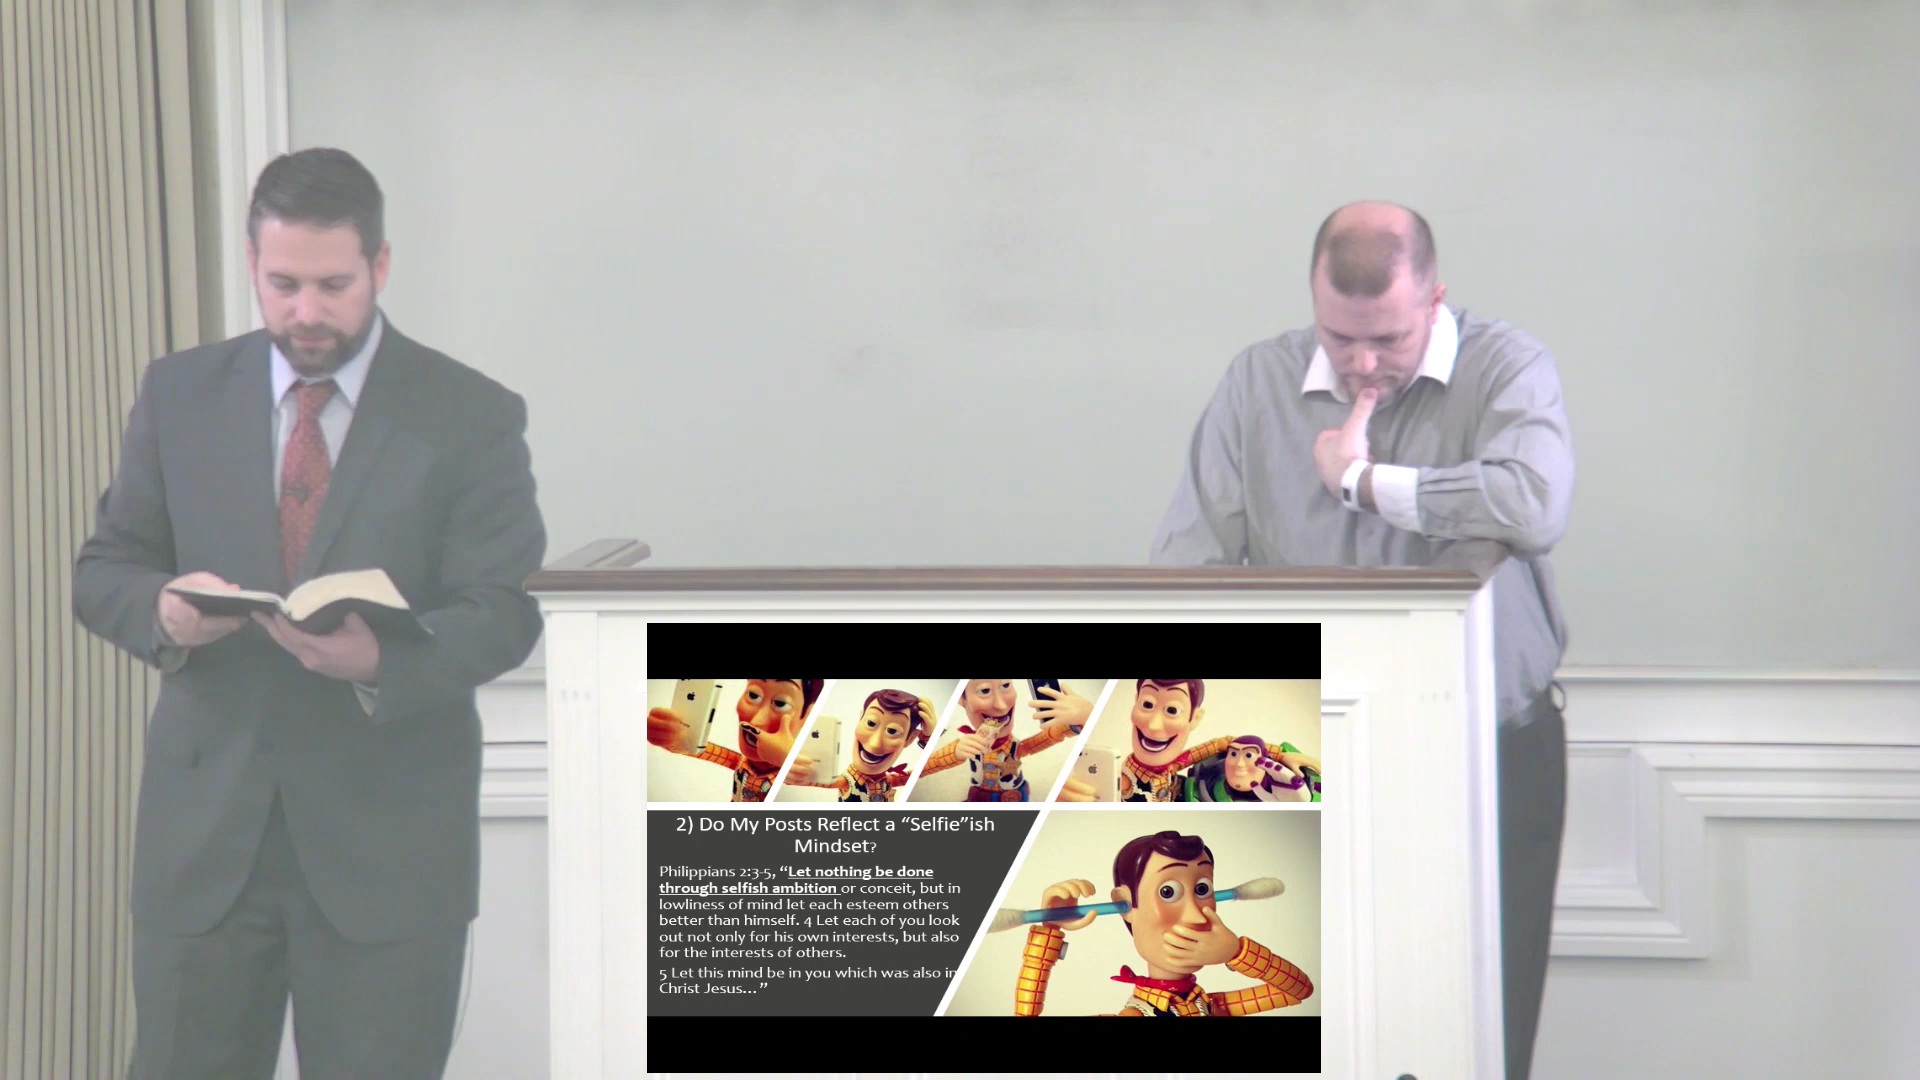 2) Do My Posts Reflect a “Selfie”ish
Mindset?
Philippians 2:3-5, “Let nothing be done
through selfish ambition or conceit, but in
lowliness of mind let each esteem others
better than himself. 4 Let each of you look
out not only for his own interests, but also
for the interests of others.
5 Let this mind be in you which was also in
Christ Jesus...”